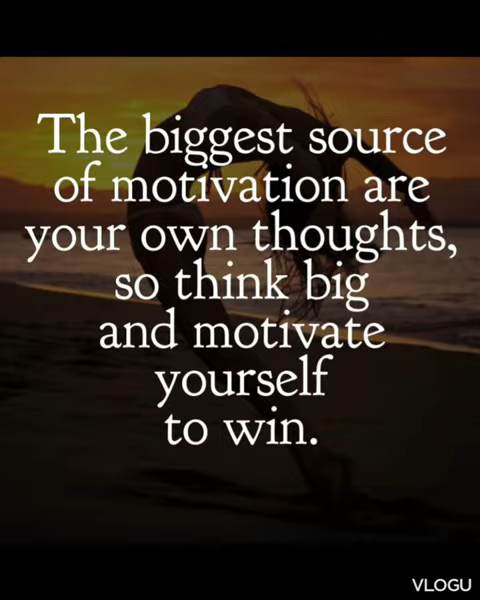 The biggest source
of motivation are
your own thoughts,
so think big
and motivate
yourself
to win.
VLOGU